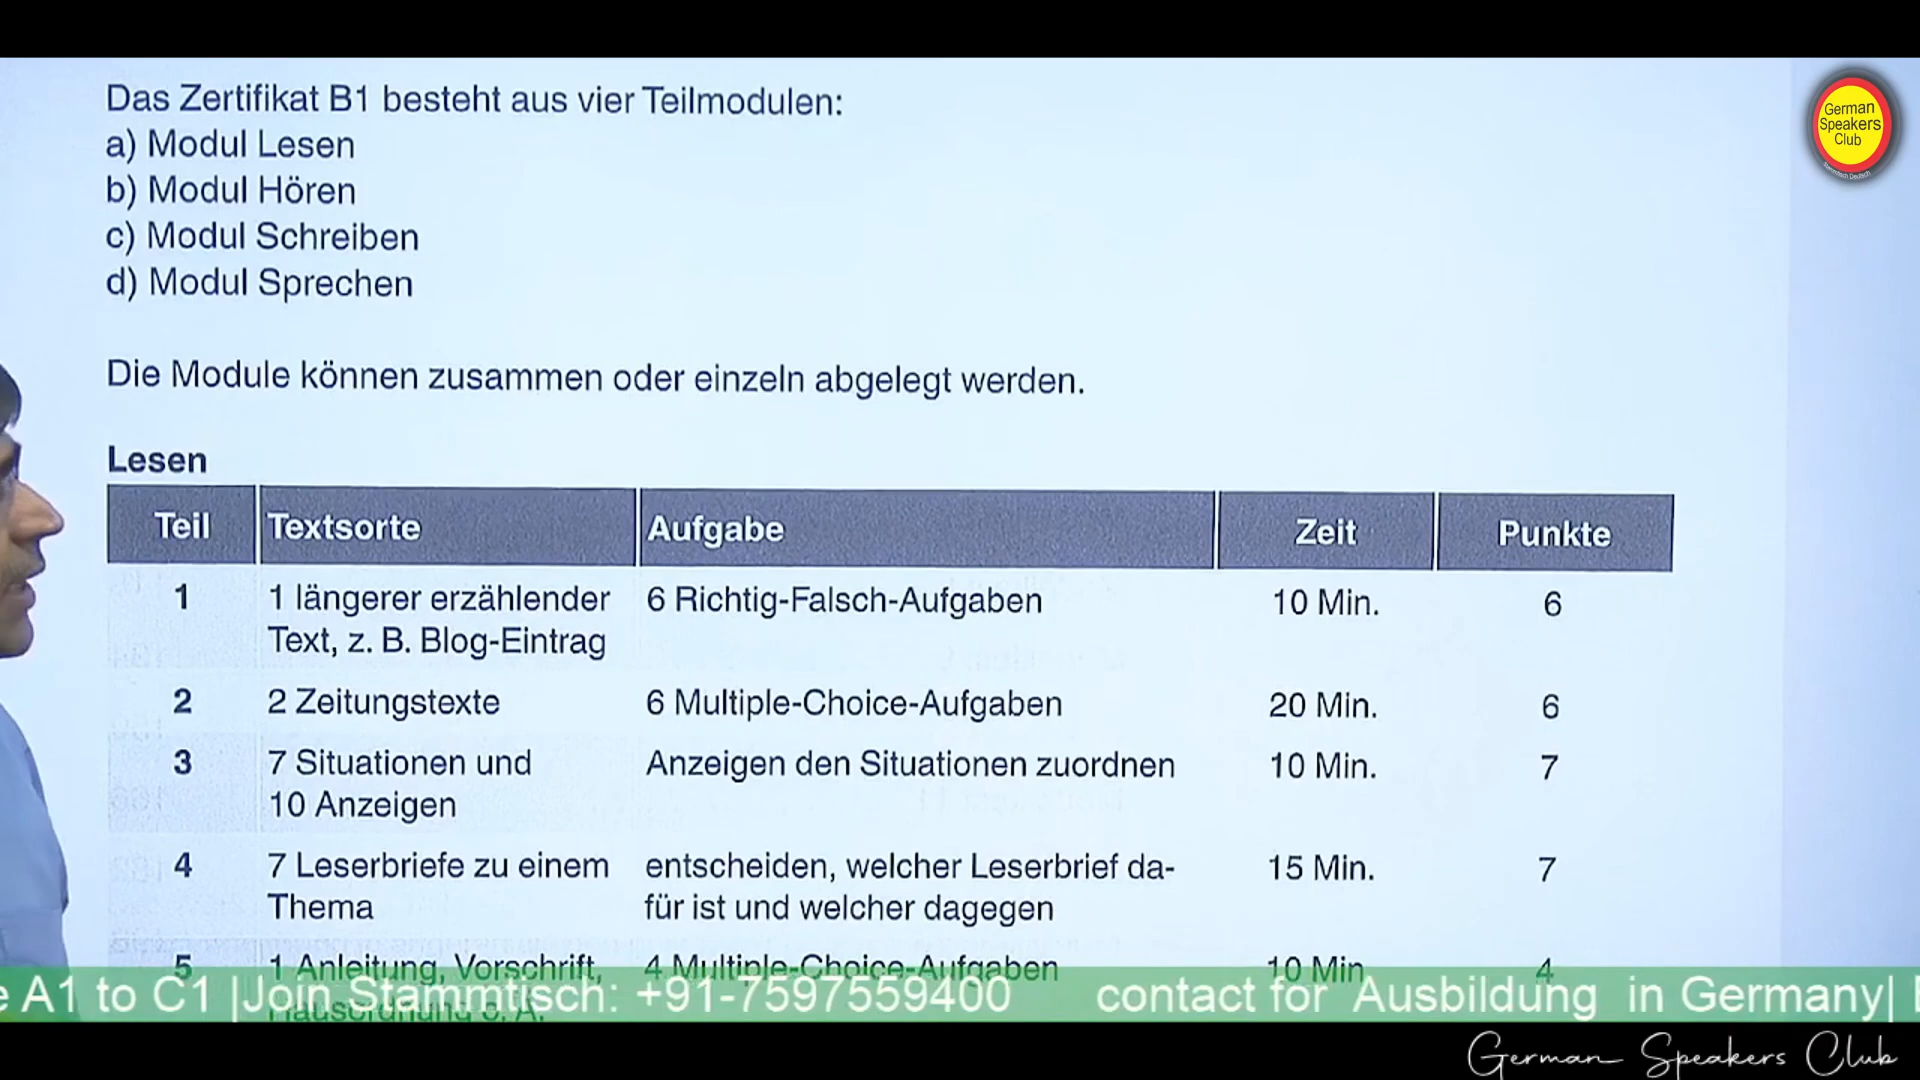 Das Zertifikat B1 besteht aus vier Teilmodulen:
a) Modul Lesen
b) Modul Hören
c) Modul Schreiben
d) Modul Sprechen
Die Module können zusammen oder einzeln abgelegt werden.
Lesen
Teil Textsorte Aufgabe Zeit Punkte
1 1 längerer erzählender 6 Richtig-Falsch-Aufgaben 10 Min. 6
Text, z. B. Blog-Eintrag
2 2 Zeitungstexte 6 Multiple-Choice-Aufgaben 20 Min. 6
3 7 Situationen und Anzeigen den Situationen zuordnen 10 Min. 7
10 Anzeigen
4 7 Leserbriefe zu einem entscheiden, welcher Leserbrief da- 15 Min. 7
Thema für ist und welcher dagegen
5 1 Anleitung, Vorschrift, 4 Multiple-Choice-Aufgaben 10 Min. 4
Hausordnung o. Ä.
A1 to C1 |Join Stammtisch: +91-7597559400 contact for Ausbildung in Germany|
German
Speakers
Club
Stammtisch Deutsch
German Speakers Club